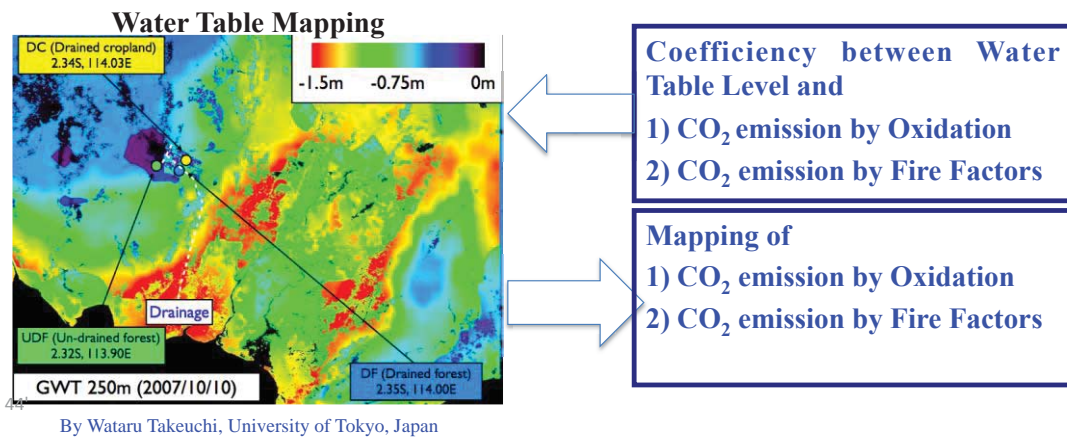 Water Table Mapping
DC (Drained cropland)
2.34S, 114.03E
-1.5m -0.75m 0m
Drainage
UDF (Un-drained forest)
2.32S, 113.90E
DF (Drained forest)
2.35S, 114.00E
GWT 250m (2007/10/10)
44
By Wataru Takeuchi, University of Tokyo, Japan
Coefficiency between Water
Table Level and
1) CO₂ emission by Oxidation
2) CO₂ emission by Fire Factors
Mapping of
1) CO₂ emission by Oxidation
2) CO₂ emission by Fire Factors